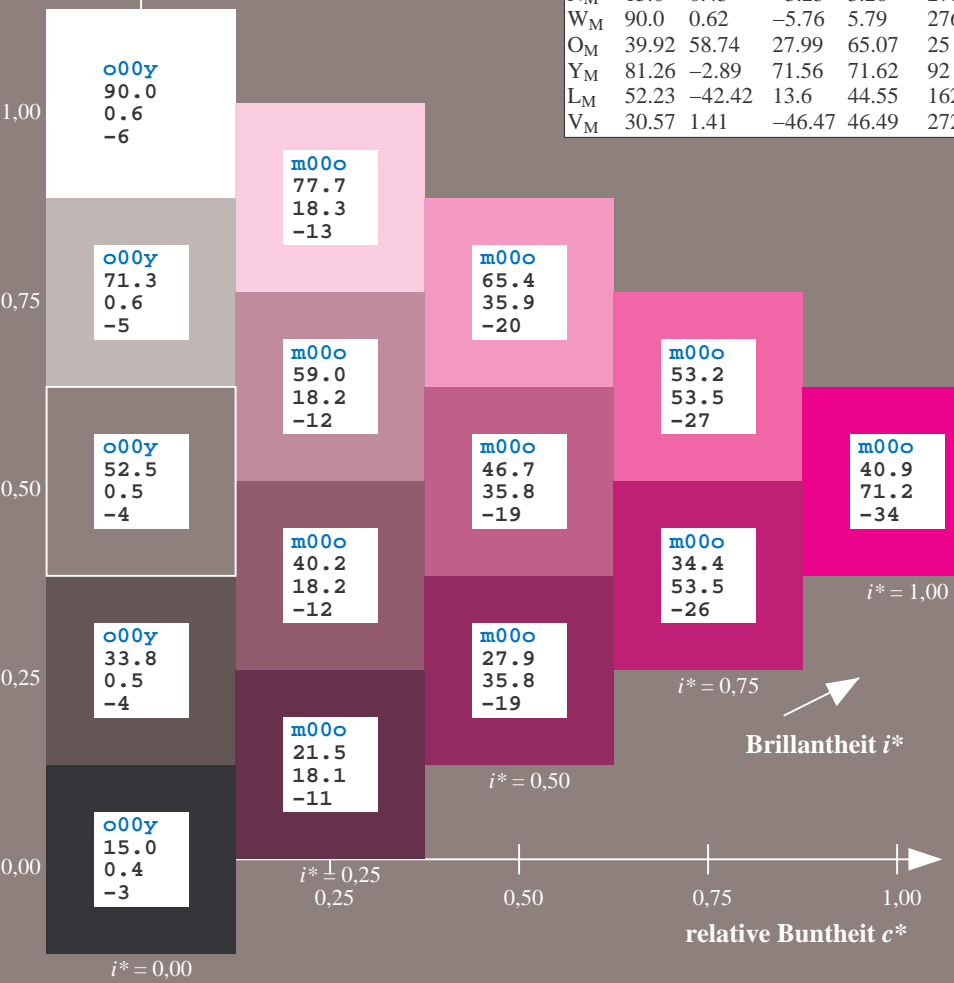 W_M 90.0 0.62 –5.76 5.79
O_M 39.92 58.74 27.99 65.07 25
Y_M 81.26 –2.89 71.56 71.62 92
L_M 52.23 –42.42 13.6 44.55
V_M 30.57 1.41 –46.47 46.49
1,00
o00y
90.0
0.6
–6
m00o
77.7
18.3
–13
0,75
o00y
71.3
0.6
–5
m00o
65.4
35.9
–20
m00o
59.0
18.2
–12
m00o
53.2
53.5
–27
0,50
o00y
52.5
0.5
–4
m00o
46.7
35.8
–19
m00o
40.9
71.2
–34
m00o
40.2
18.2
–12
m00o
34.4
53.5
–26
i* = 1,00
0,25
o00y
33.8
0.5
–4
m00o
27.9
35.8
–19
i* = 0,75
Brillantheit i*
m00o
21.5
18.1
–11
i* = 0,50
0,00
o00y
15.0
0.4
–3
i* = 0,25
0,25 0,50 0,75 1,00
relative Buntheit c*
i* = 0,00